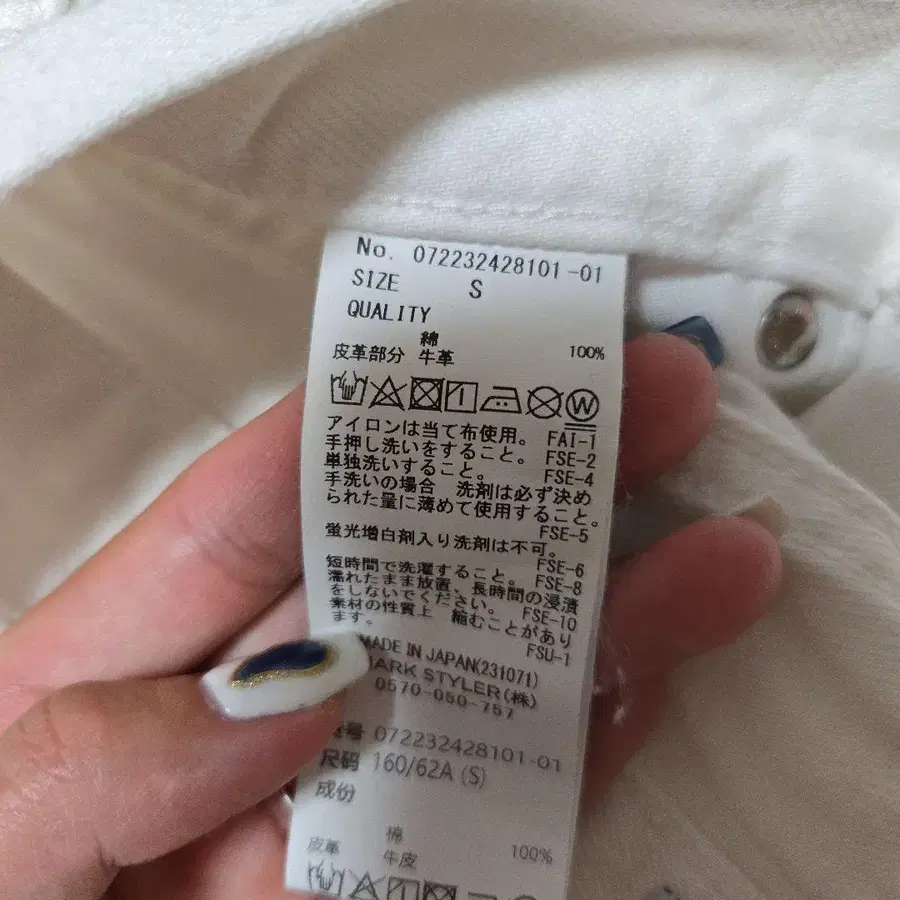 No. 072232428101-01
SIZE S
QUALITY
綿 100%
皮革部分 牛革
アイロンは当て布使用。 FAI-1
手押し洗いをすること。 FSE-2
単独洗いすること。 FSE-4
手洗いの場合 洗剤は必ず決め
られた量に薄めて使用すること。
FSE-5
蛍光増白剤入り洗剤は不可。
FSE-6
短時間で洗濯すること。 FSE-8
濡れたまま放置、長時間の浸漬
をしないでください。 FSE-10
素材の性質上 縮むことがあり
ます。 FSU-1
MADE IN JAPAN(231071)
MARK STYLER(株)
0570-050-757
号 072232428101-01
尺码 160/62A (S)
成份
棉 100%
皮革 牛皮